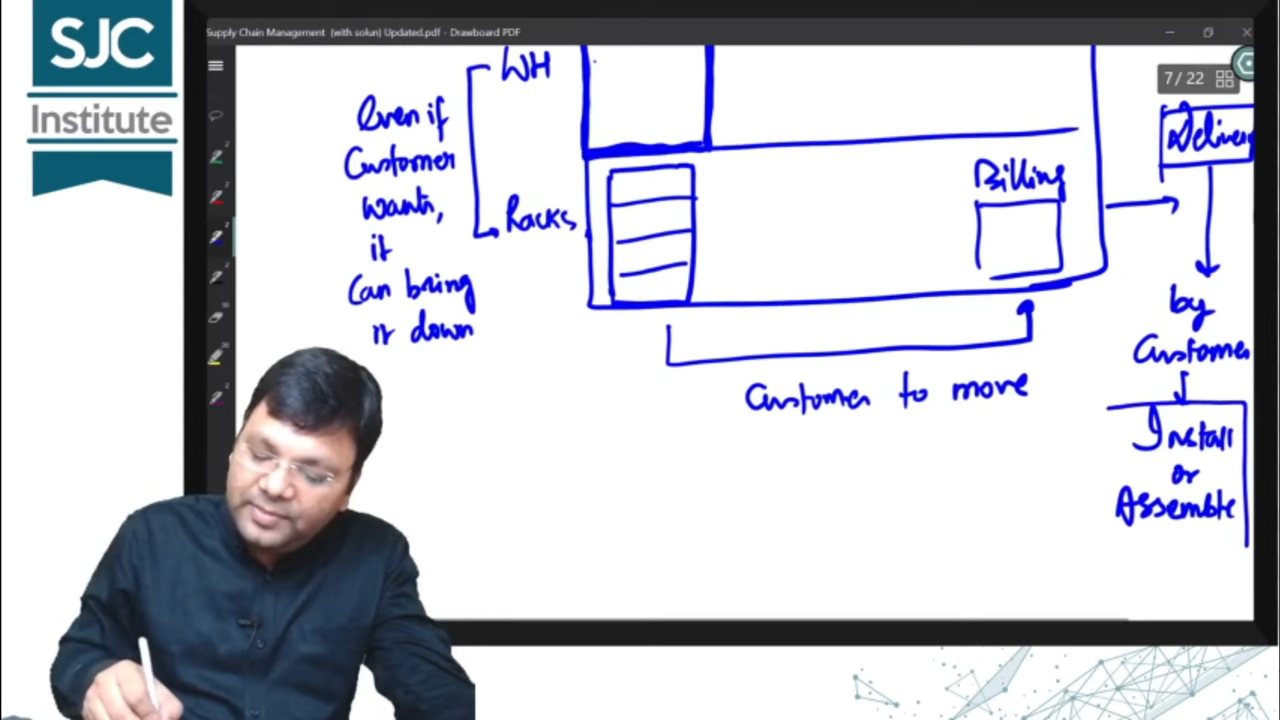 SJC
Institute
Supply Chain Management (with solun) Updated.pdf - Drawboard PDF
7 / 22
WH
Even if
Customer
wants,
it
Can bring
it down
Racks
Billing
Customer to move
Delivery
by
Customer
Install
or
Assemble